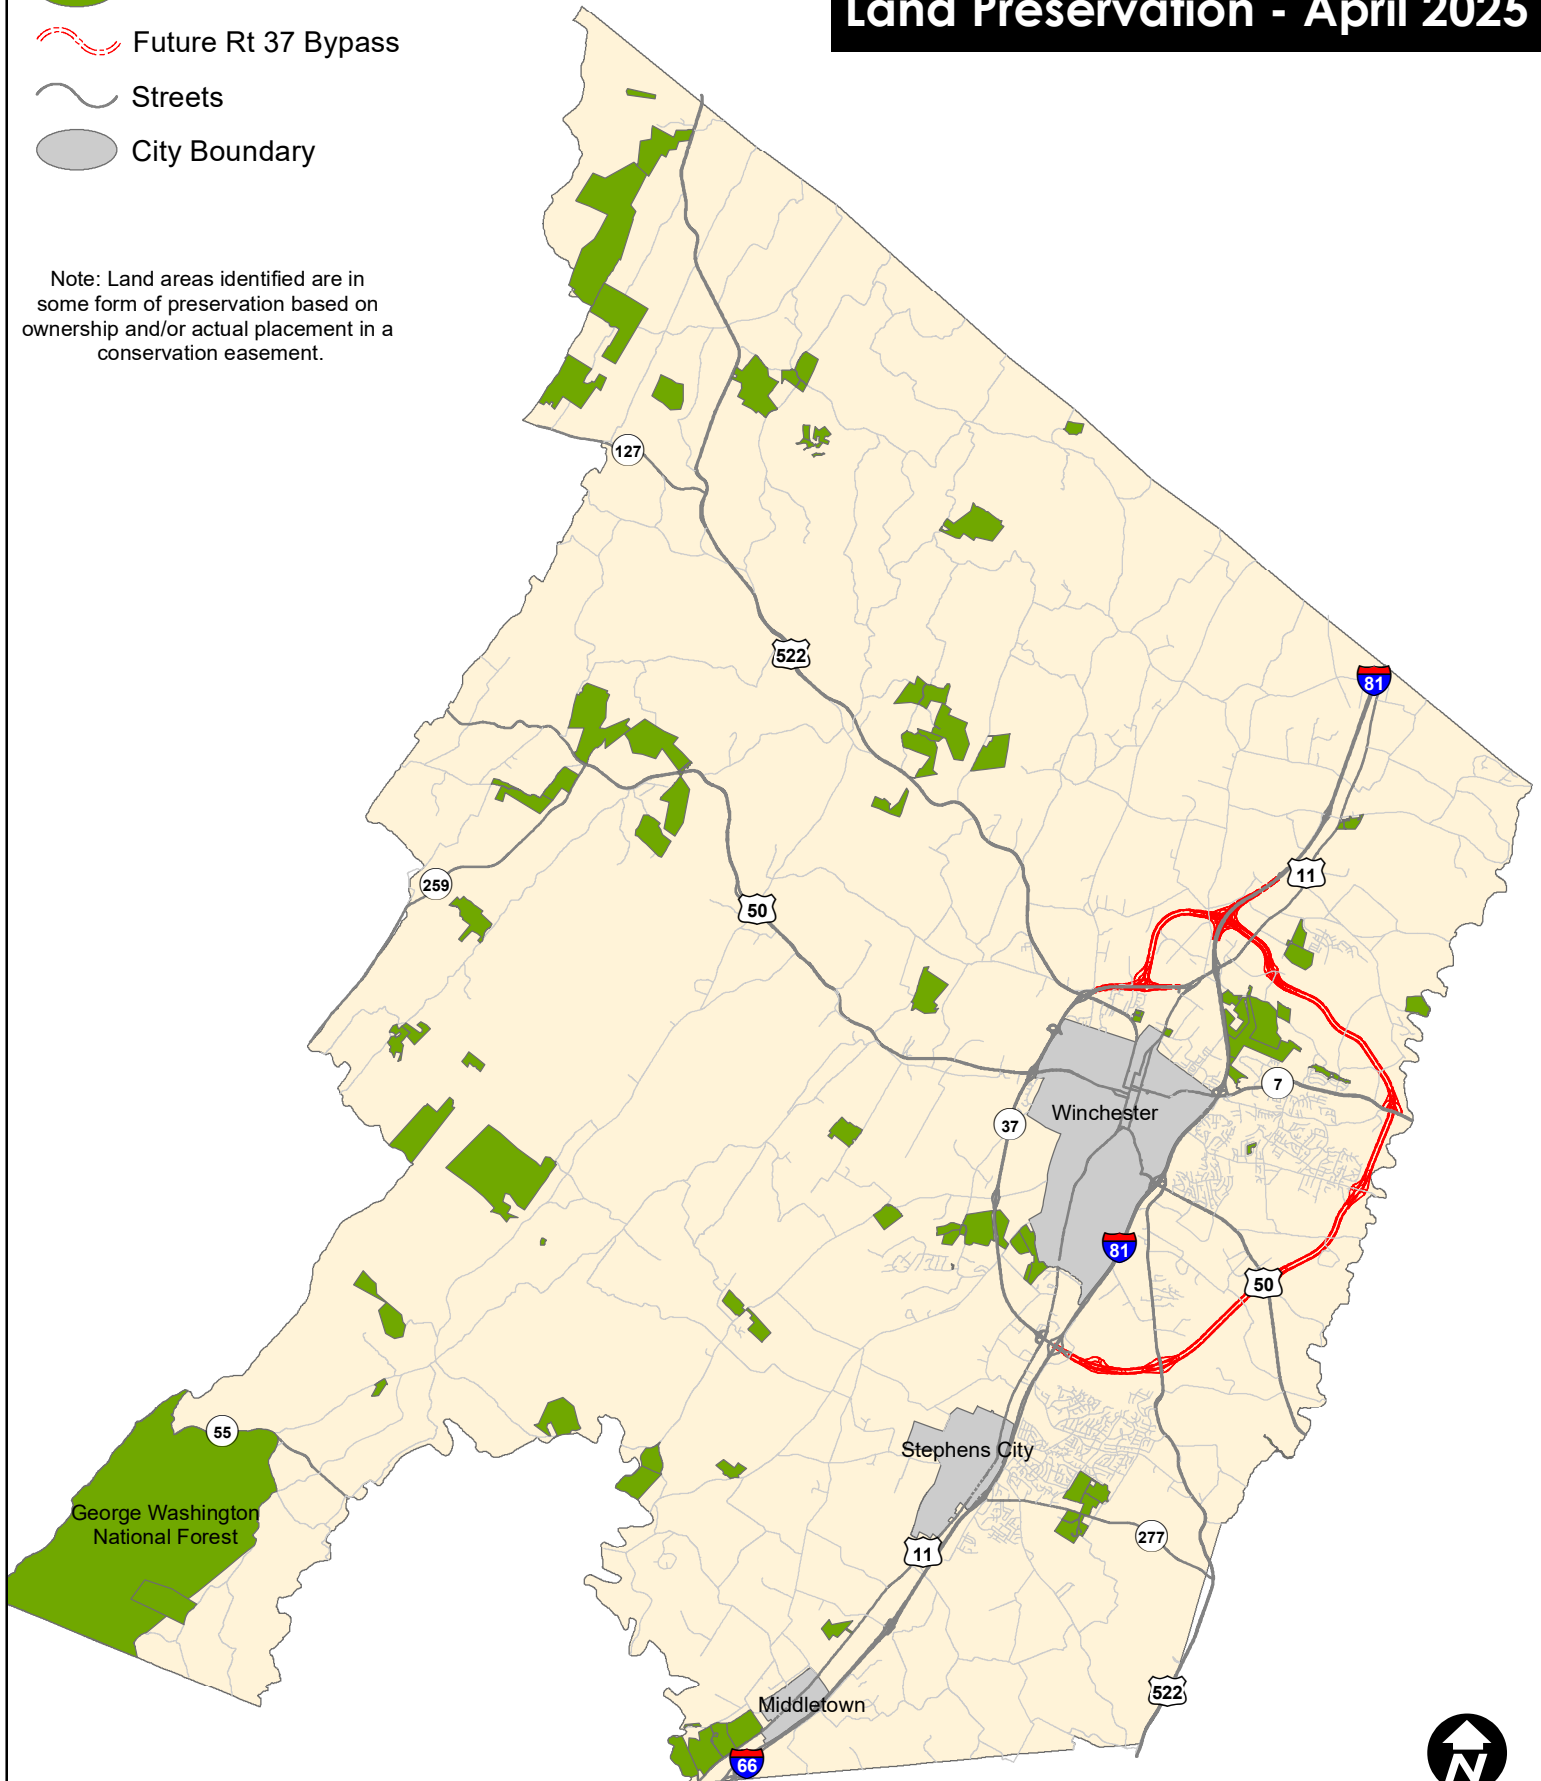 Land Preservation - April 2025
Future Rt 37 Bypass
Streets
City Boundary
Note: Land areas identified are in
some form of preservation based on
ownership and/or actual placement in a
conservation easement.
127
522
81
11
259
50
7
37
Winchester
81
50
55
George Washington
National Forest
Stephens City
277
11
522
Middletown
66
N